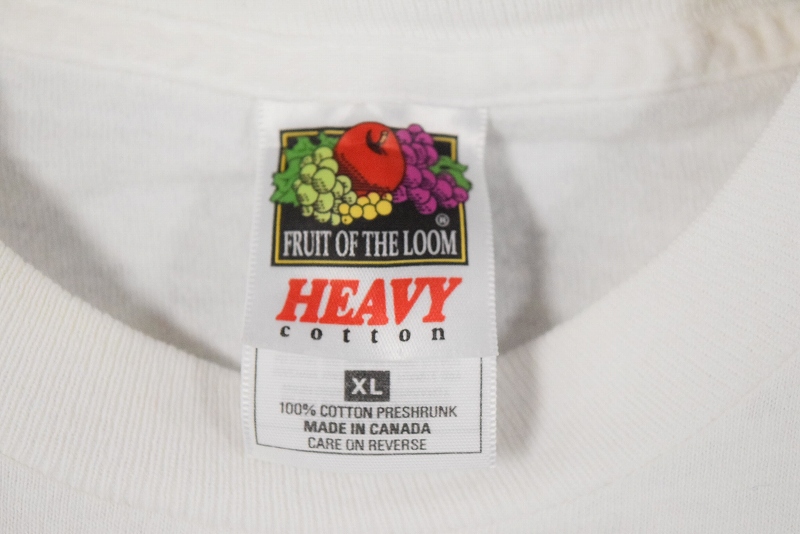 ®
FRUIT OF THE LOOM
HEAVY
cotton
XL
100% COTTON PRESHRUNK
MADE IN CANADA
CARE ON REVERSE